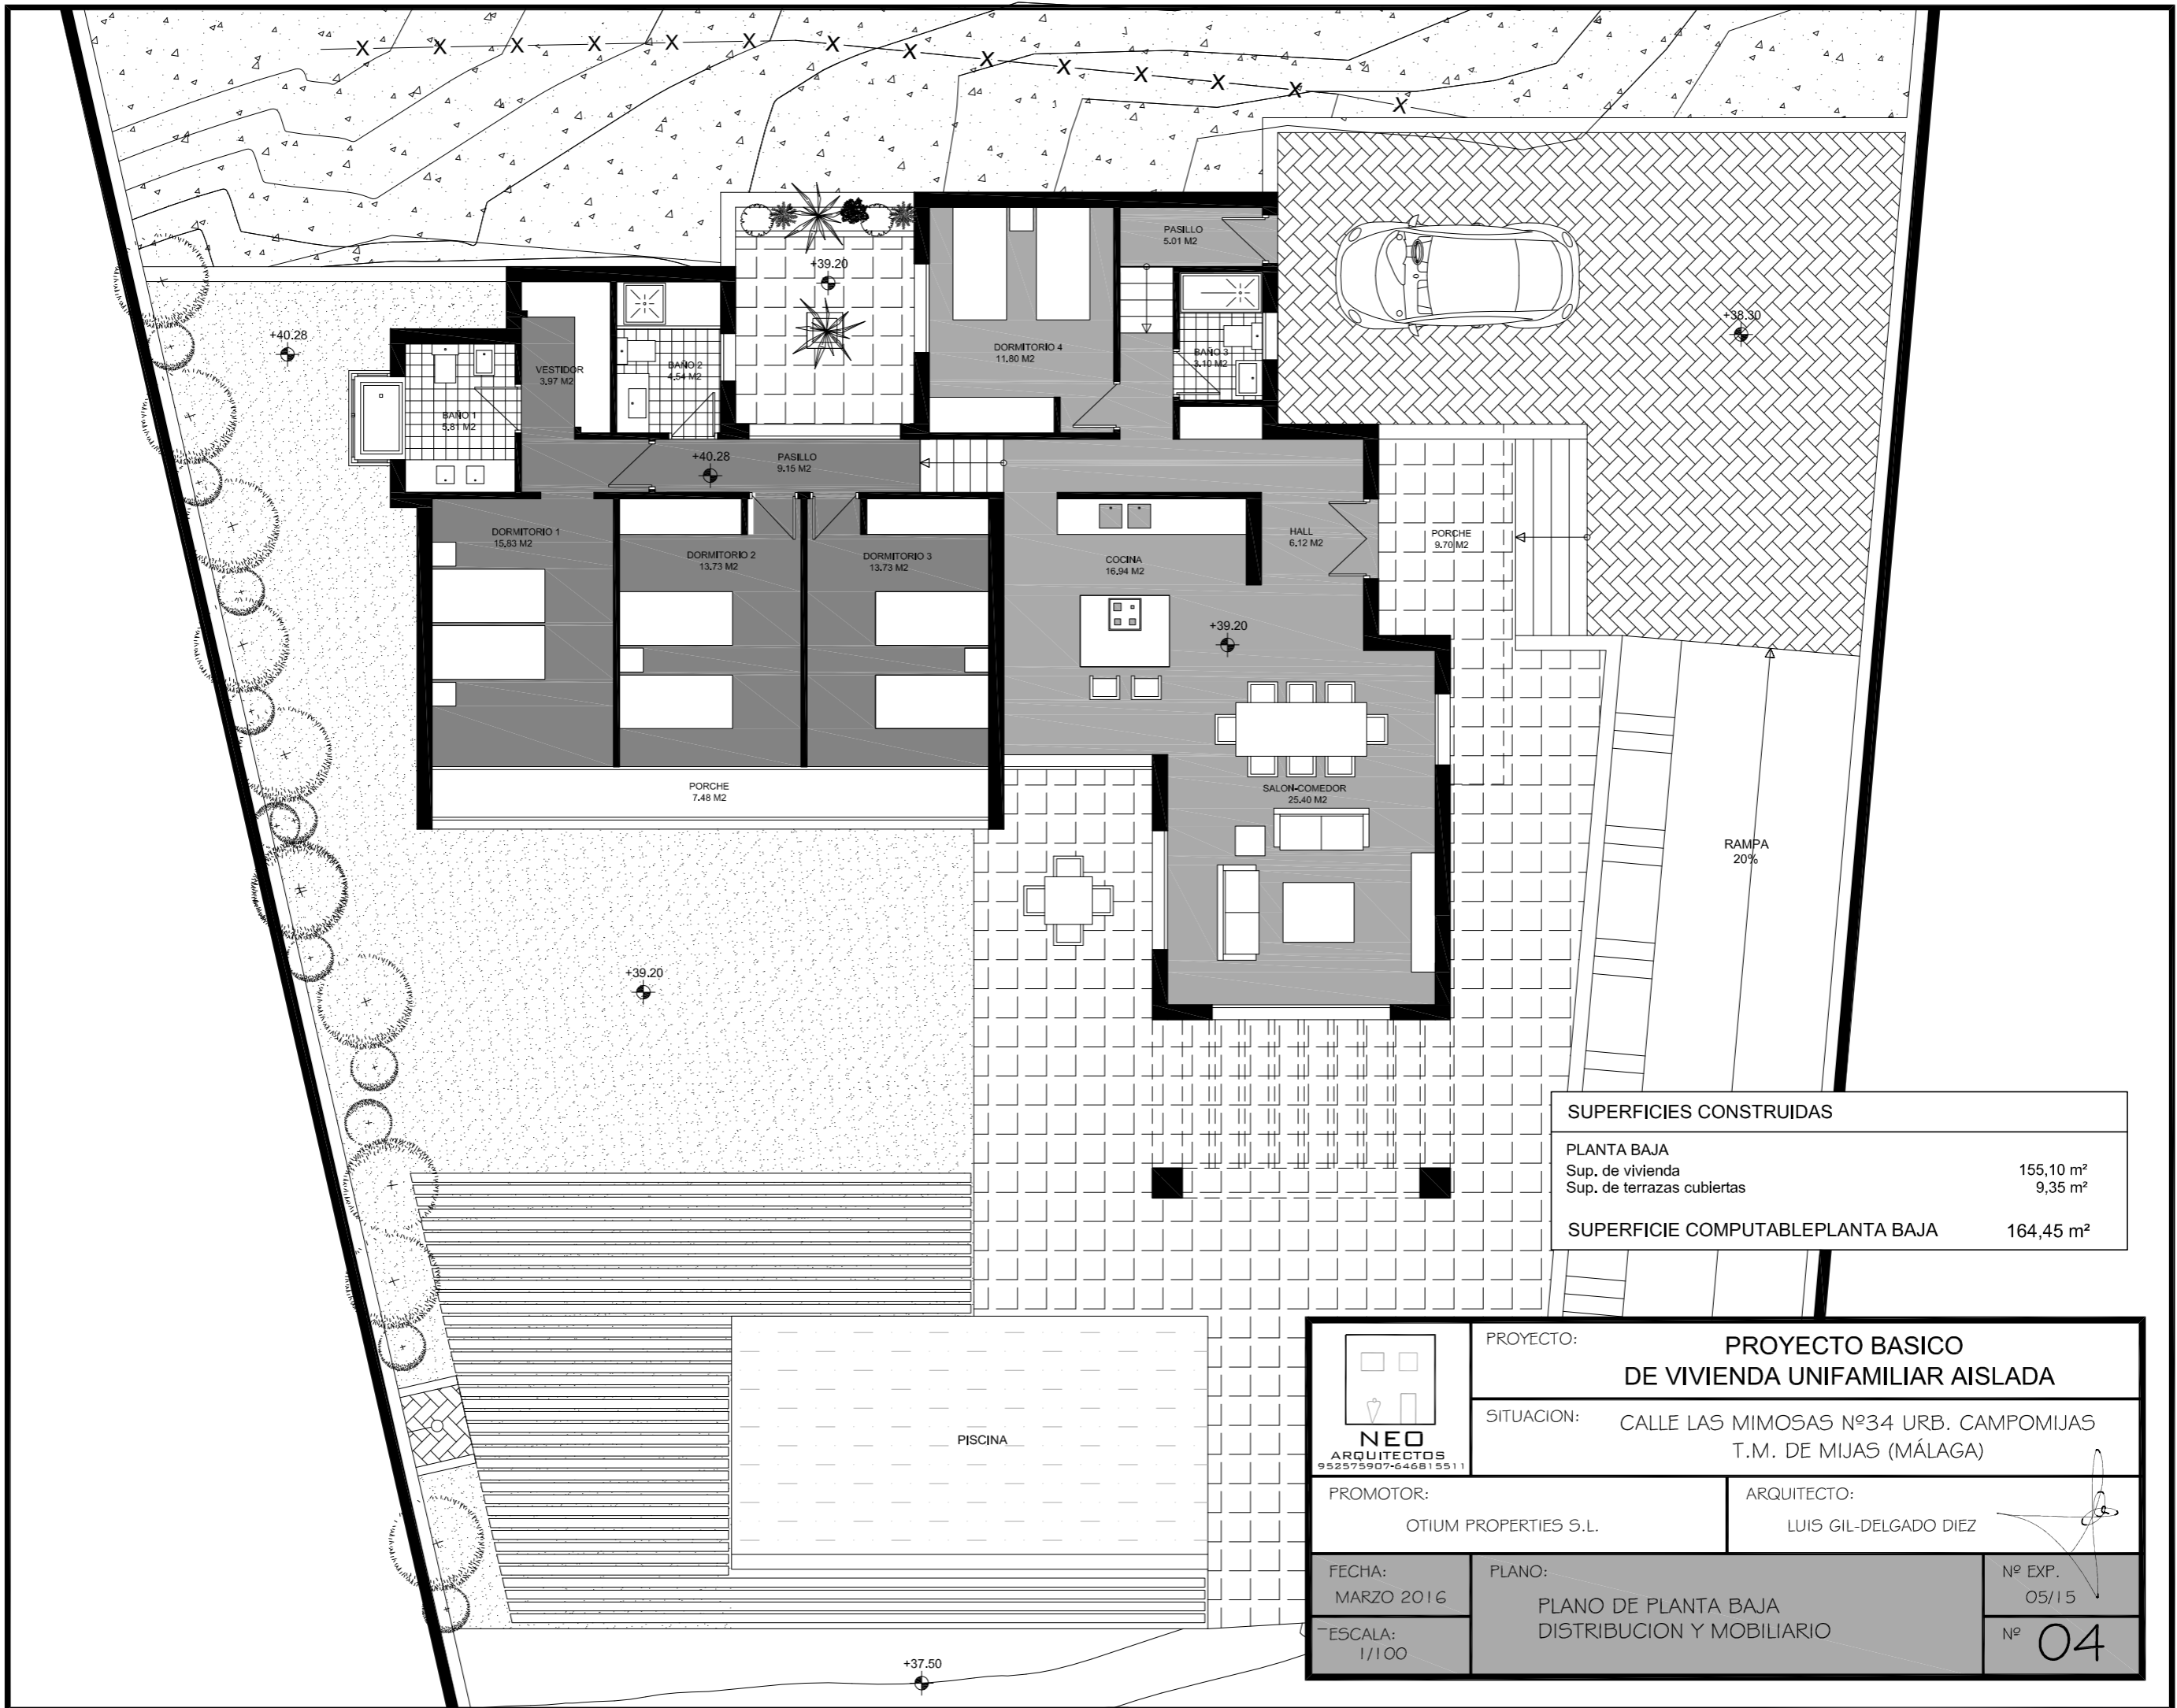 X X X X X X X X X X X X X X
+39.20
PASILLO
5.01 M2
+40.28
+38.30
DORMITORIO 4
11.80 M2
BAÑO 3
3.10 M2
VESTIDOR
3.97 M2
BAÑO 2
4.54 M2
BAÑO 1
5.81 M2
+40.28
PASILLO
9.15 M2
DORMITORIO 1
15.83 M2
DORMITORIO 2
13.73 M2
DORMITORIO 3
13.73 M2
COCINA
16.94 M2
HALL
6.12 M2
PORCHE
9.70 M2
+39.20
PORCHE
7.48 M2
SALON-COMEDOR
25.40 M2
RAMPA
20%
+39.20
SUPERFICIES CONSTRUIDAS
PLANTA BAJA
Sup. de vivienda 155,10 m²
Sup. de terrazas cubiertas 9,35 m²
SUPERFICIE COMPUTABLEPLANTA BAJA 164,45 m²
PISCINA
+37.50
NEO
ARQUITECTOS
952575907-646815511
PROYECTO:
PROYECTO BASICO
DE VIVIENDA UNIFAMILIAR AISLADA
SITUACION:
CALLE LAS MIMOSAS Nº34 URB. CAMPOMIJAS
T.M. DE MIJAS (MÁLAGA)
PROMOTOR:
OTIUM PROPERTIES S.L.
ARQUITECTO:
LUIS GIL-DELGADO DIEZ
FECHA:
MARZO 2016
ESCALA:
1/100
PLANO:
PLANO DE PLANTA BAJA
DISTRIBUCION Y MOBILIARIO
Nº EXP.
05/15
Nº 04